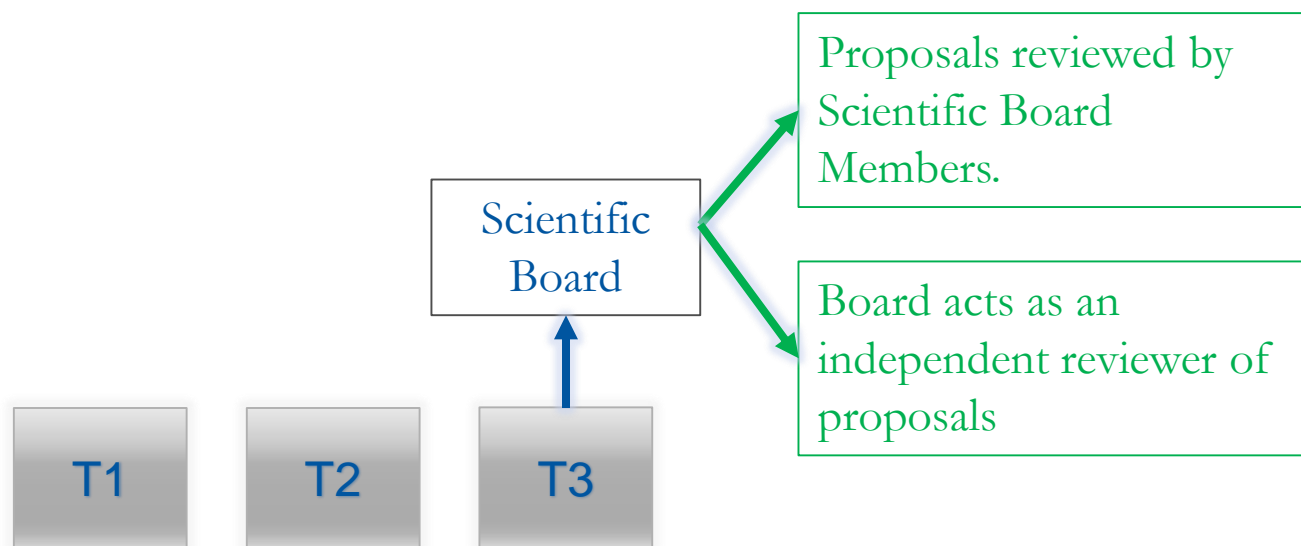 Proposals reviewed by
Scientific Board
Members.
Scientific
Board
Board acts as an
independent reviewer of
proposals
T1
T2
T3